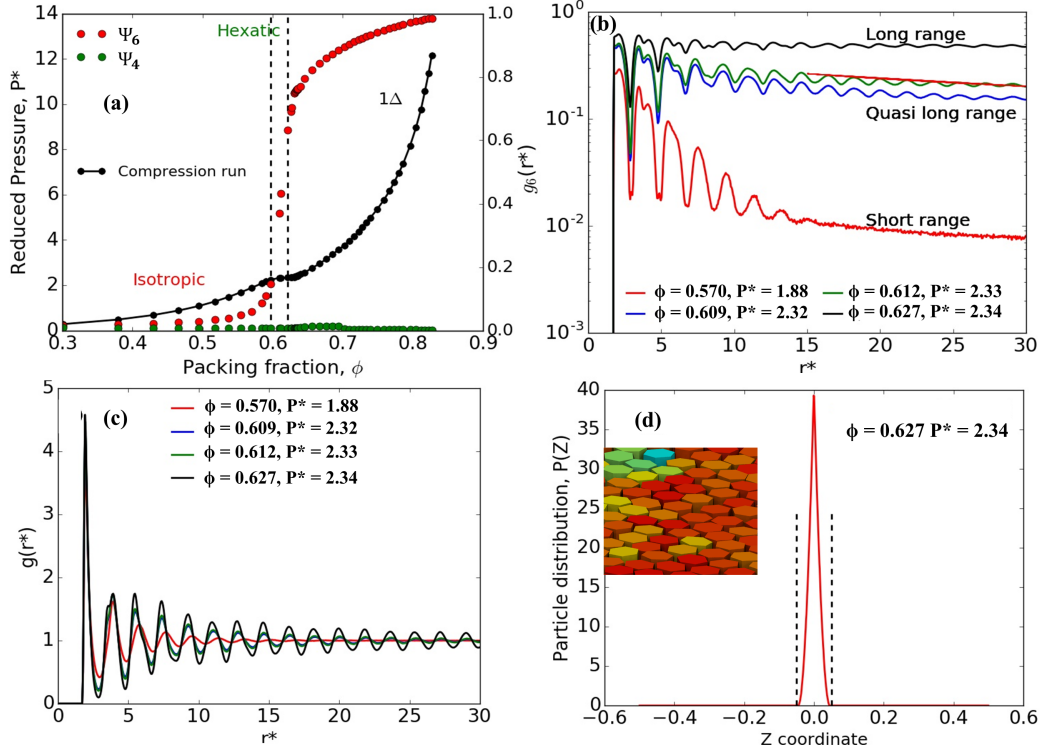 14
12
10
8
6
4
2
0
Reduced Pressure, P*
0.3
0.4
0.5
0.6
0.7
0.8
0.9
Packing fraction, ϕ
1.0
0.8
0.6
0.4
0.2
0.0
g₆(r*)
Ψ₆
Ψ₄
Hexatic
(a)
1Δ
Compression run
Isotropic
(b)
10⁰
10⁻¹
10⁻²
10⁻³
g₆(r*)
Long range
Quasi long range
Short range
ϕ = 0.570, P* = 1.88
ϕ = 0.612, P* = 2.33
ϕ = 0.609, P* = 2.32
ϕ = 0.627, P* = 2.34
0
5
10
15
20
25
30
r*
5
4
3
2
1
0
g(r*)
(c)
ϕ = 0.570, P* = 1.88
ϕ = 0.609, P* = 2.32
ϕ = 0.612, P* = 2.33
ϕ = 0.627, P* = 2.34
0
5
10
15
20
25
30
r*
40
35
30
25
20
15
10
5
0
Particle distribution, P(Z)
(d)
ϕ = 0.627 P* = 2.34
−0.6
−0.4
−0.2
0.0
0.2
0.4
0.6
Z coordinate